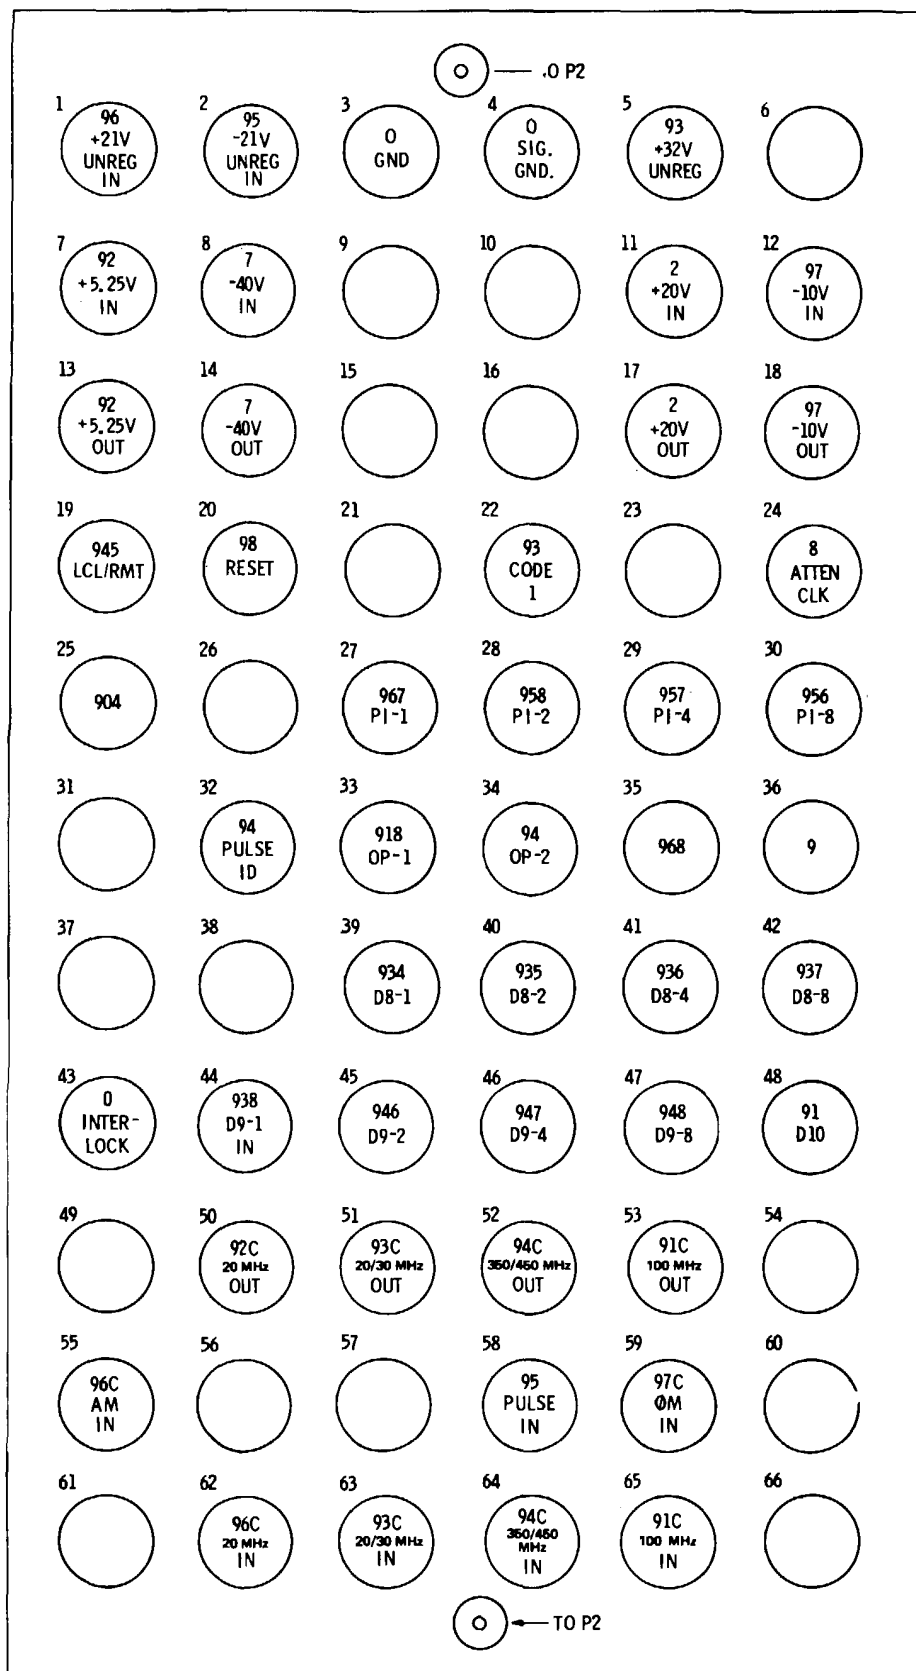 .O P2
1 2 3 4 5 6
96 +21V UNREG IN
95 -21V UNREG IN
0 GND
0 SIG. GND.
93 +32V UNREG
7 8 9 10 11 12
92 +5.25V IN
7 -40V IN
2 +20V IN
97 -10V IN
13 14 15 16 17 18
92 +5.25V OUT
7 -40V OUT
2 +20V OUT
97 -10V OUT
19 20 21 22 23 24
945 LCL/RMT
98 RESET
93 CODE 1
8 ATTEN CLK
25 26 27 28 29 30
904
967 PI-1
958 PI-2
957 PI-4
956 PI-8
31 32 33 34 35 36
94 PULSE ID
918 OP-1
94 OP-2
968
9
37 38 39 40 41 42
934 D8-1
935 D8-2
936 D8-4
937 D8-8
43 44 45 46 47 48
0 INTER-LOCK
938 D9-1 IN
946 D9-2
947 D9-4
948 D9-8
91 D10
49 50 51 52 53 54
92C 20 MHz OUT
93C 20/30 MHz OUT
94C 350/450 MHz OUT
91C 100 MHz OUT
55 56 57 58 59 60
96C AM IN
95 PULSE IN
97C ØM IN
61 62 63 64 65 66
96C 20 MHz IN
93C 20/30 MHz IN
94C 350/450 MHz IN
91C 100 MHz IN
TO P2